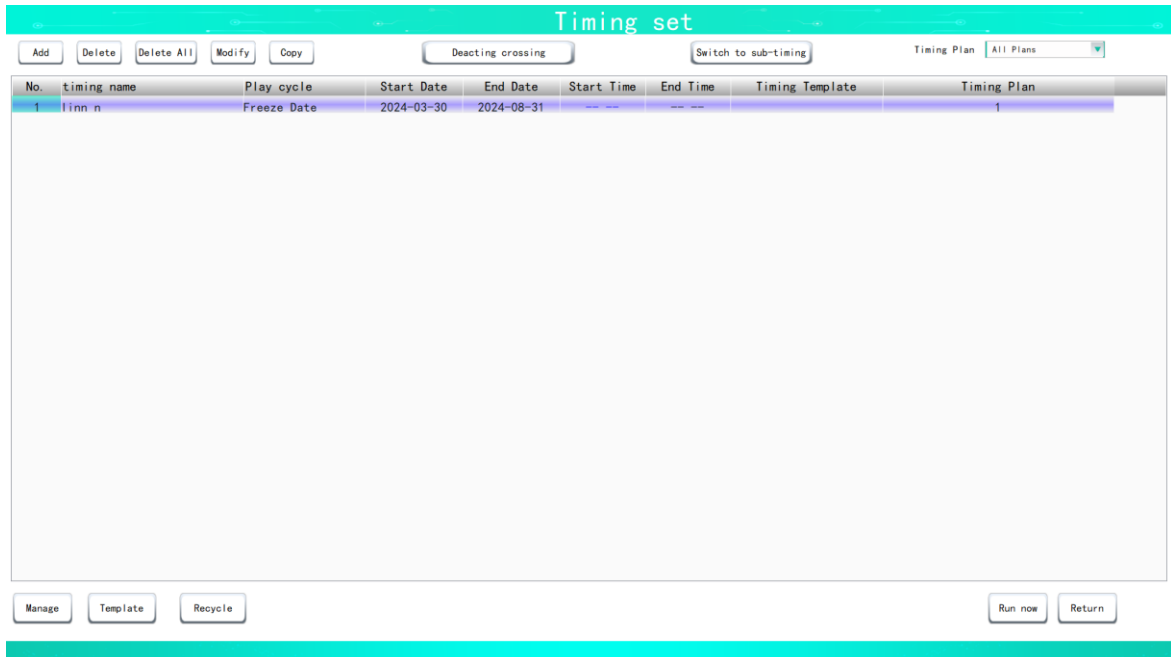 Timing set
Add Delete Delete All Modify Copy Deacting crossing Switch to sub-timing Timing Plan All Plans
No. timing name Play cycle Start Date End Date Start Time End Time Timing Template Timing Plan
1 linn n Freeze Date 2024-03-30 2024-08-31 -- -- -- -- 1
Manage Template Recycle Run now Return